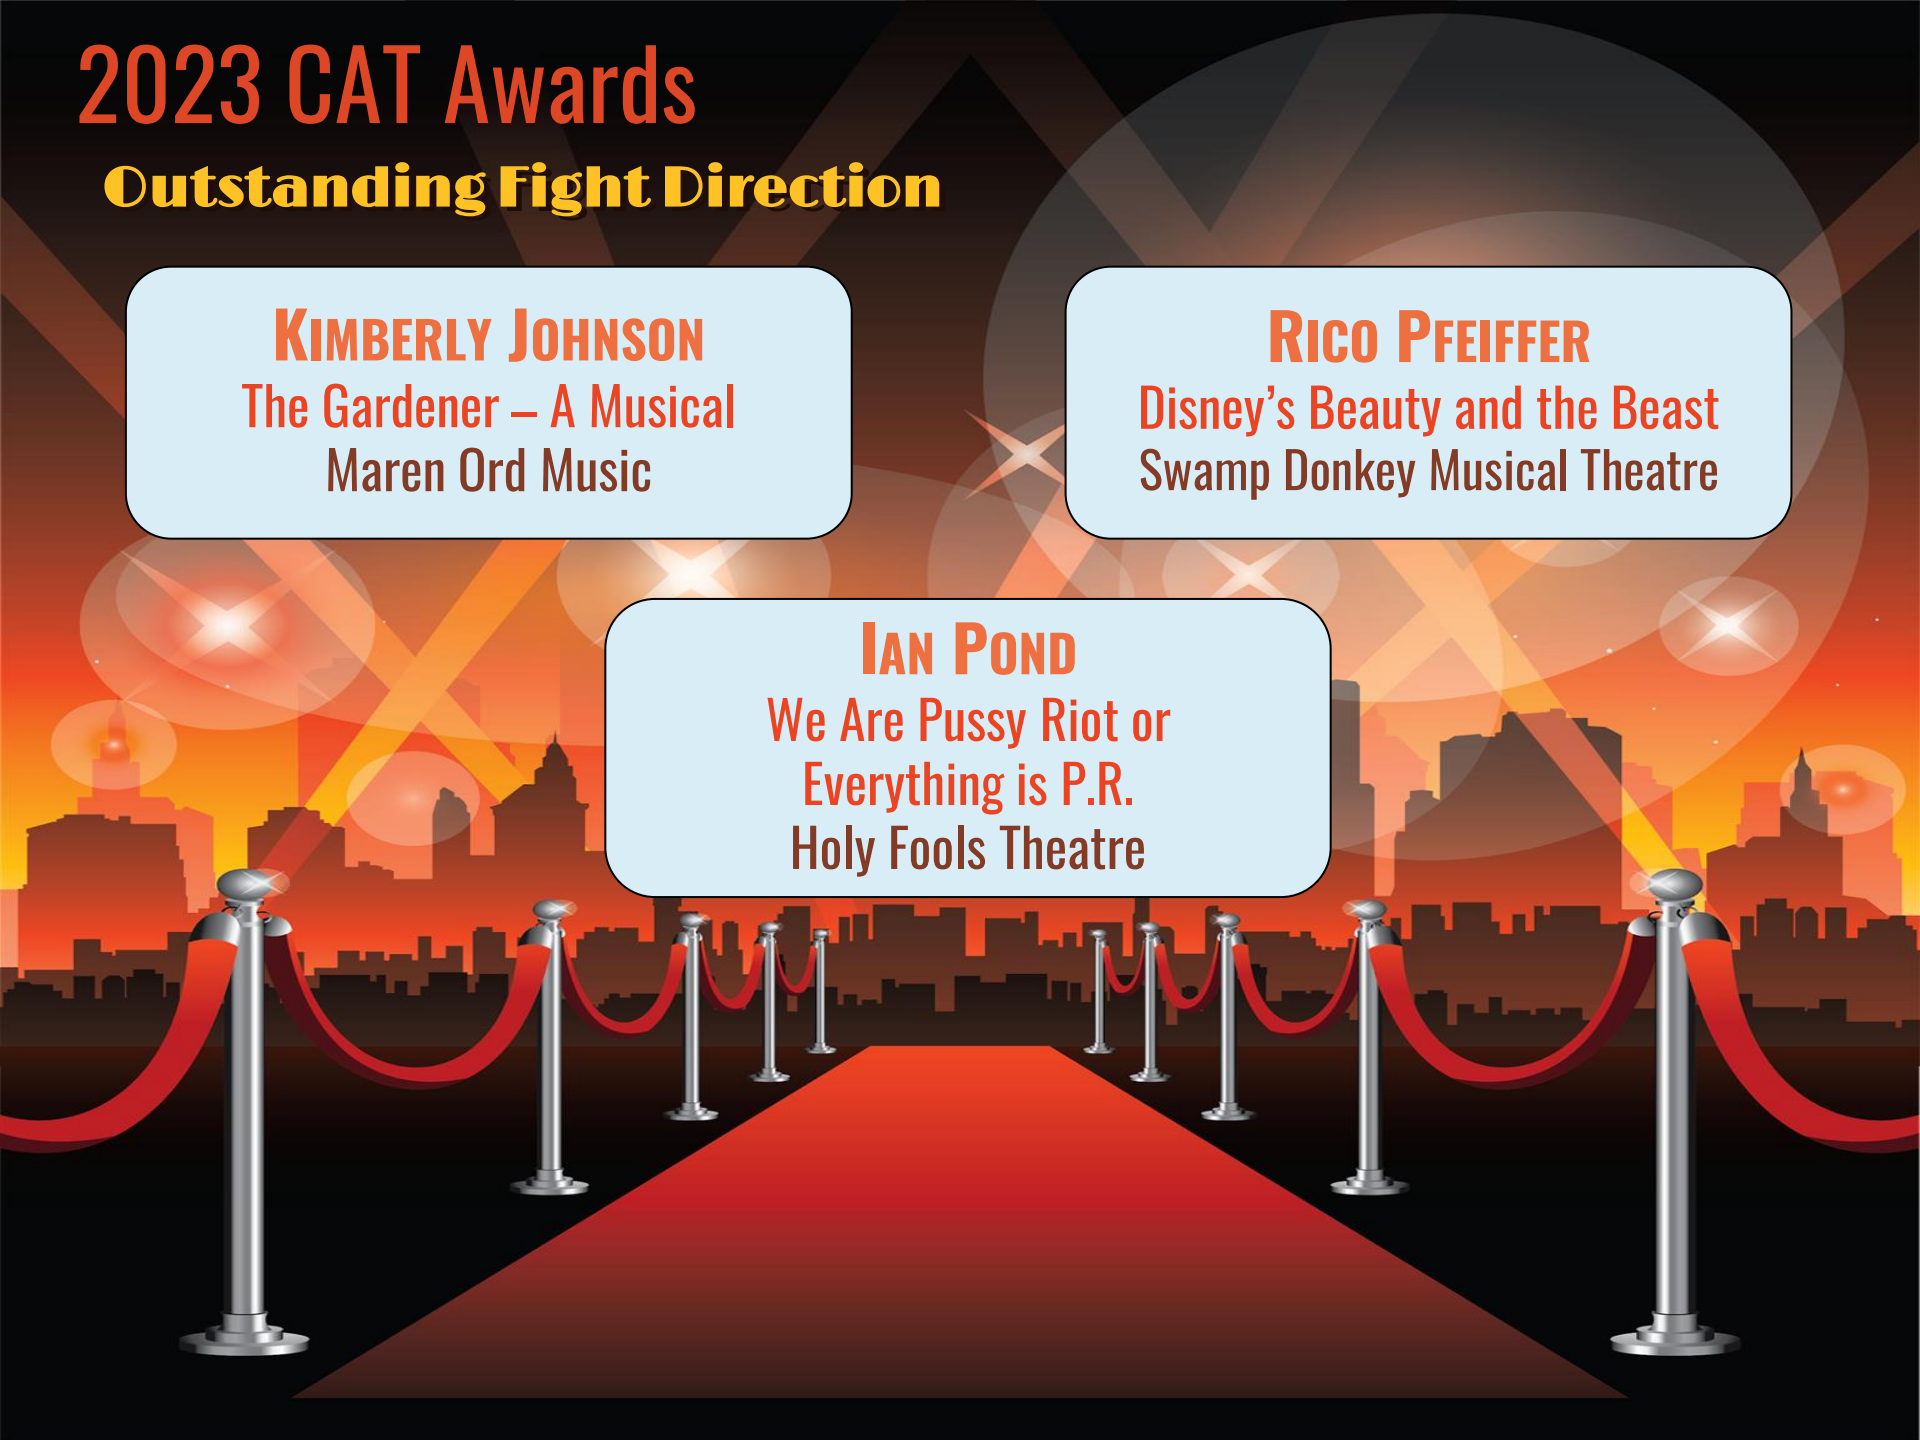 2023 CAT Awards
Outstanding Fight Direction
KIMBERLY JOHNSON
The Gardener – A Musical
Maren Ord Music
RICO PFEIFFER
Disney’s Beauty and the Beast
Swamp Donkey Musical Theatre
IAN POND
We Are Pussy Riot or
Everything is P.R.
Holy Fools Theatre